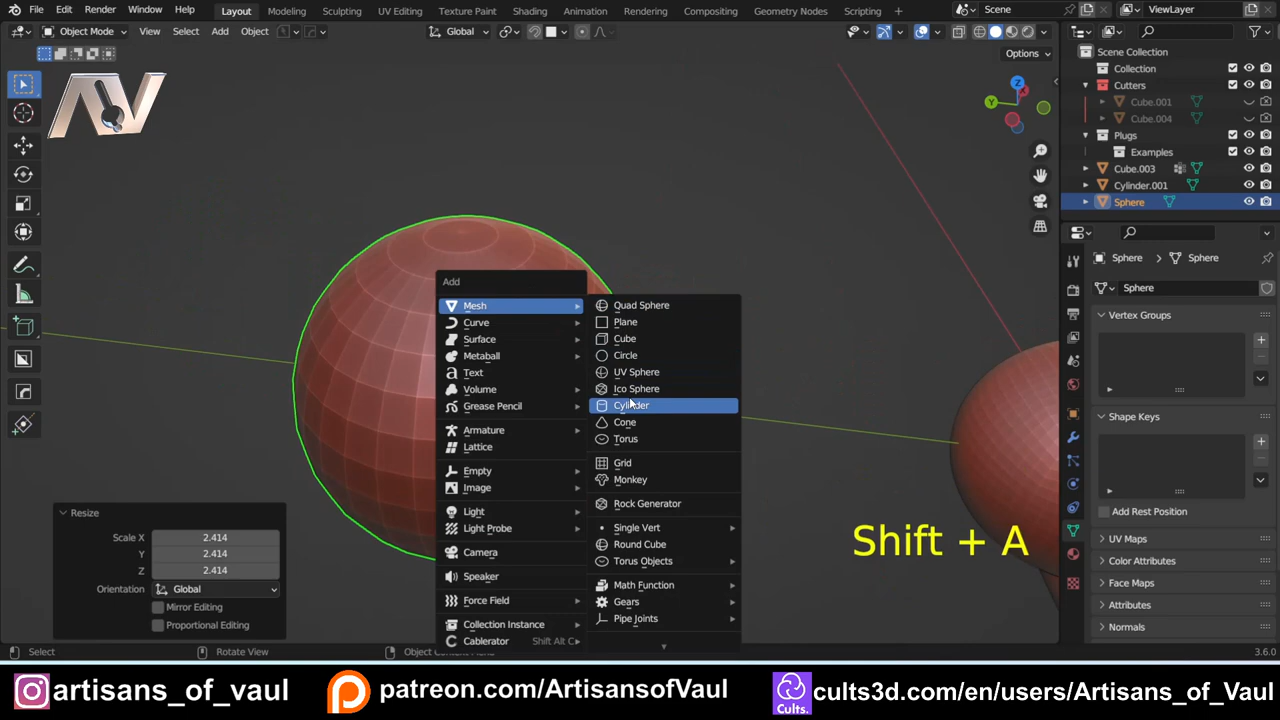 File Edit Render Window Help Layout Modeling Sculpting UV Editing Texture Paint Shading Animation Rendering Compositing Geometry Nodes Scripting + Scene ViewLayer
Object Mode View Select Add Object Global
Options
AV
X
Y
Z
Add
Mesh
Curve
Surface
Metaball
Text
Volume
Grease Pencil
Armature
Lattice
Empty
Image
Light
Light Probe
Camera
Speaker
Force Field
Collection Instance
Cablerator Shift Alt C
Quad Sphere
Plane
Cube
Circle
UV Sphere
Ico Sphere
Cylinder
Cone
Torus
Grid
Monkey
Rock Generator
Single Vert
Round Cube
Torus Objects
Math Function
Gears
Pipe Joints
Resize
Scale X 2.414
Y 2.414
Z 2.414
Orientation Global
Mirror Editing
Proportional Editing
Shift + A
Scene Collection
Collection
Cutters
Cube.001
Cube.004
Plugs
Examples
Cube.003
Cylinder.001
Sphere
Sphere Sphere
Sphere
Vertex Groups
Shape Keys
Add Rest Position
UV Maps
Color Attributes
Face Maps
Attributes
Normals
Select Rotate View Object Context Menu 3.6.0
artisans_of_vaul patreon.com/ArtisansofVaul Cults. cults3d.com/en/users/Artisans_of_Vaul